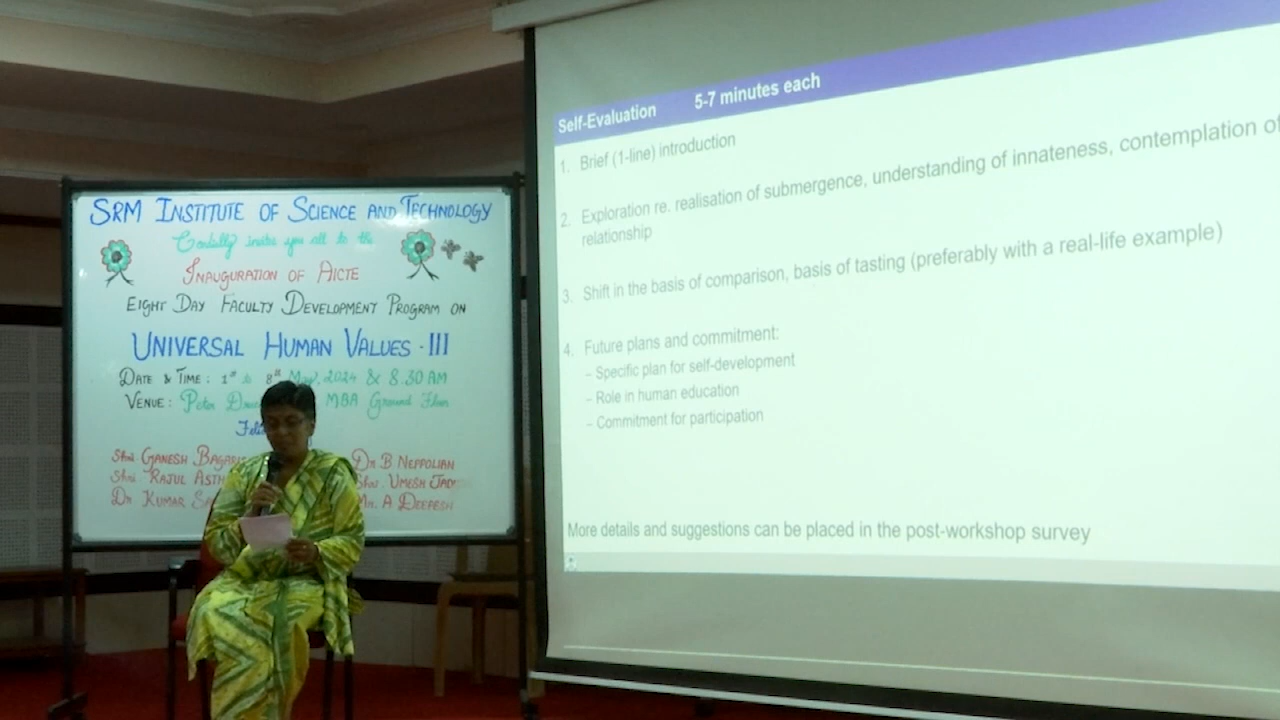 SRM INSTITUTE OF SCIENCE AND TECHNOLOGY
Cordially invites you all to the
INAUGURATION OF AICTE
EIGHT DAY FACULTY DEVELOPMENT PROGRAM ON
UNIVERSAL HUMAN VALUES - III
DATE & TIME : 1st to 8th May, 2024 & 8.30 AM
VENUE : Peter MBA Ground Floor
Shri GANESH Dr B NEPPOLIAN
Shri RAJUL Shri. UMESH
Dr KUMAR Mr. A DEEPESH
Self-Evaluation 5-7 minutes each
1. Brief (1-line) introduction
2. Exploration re. realisation of submergence, understanding of innateness, contemplation of
relationship
3. Shift in the basis of comparison, basis of tasting (preferably with a real-life example)
4. Future plans and commitment:
– Specific plan for self-development
– Role in human education
– Commitment for participation
More details and suggestions can be placed in the post-workshop survey